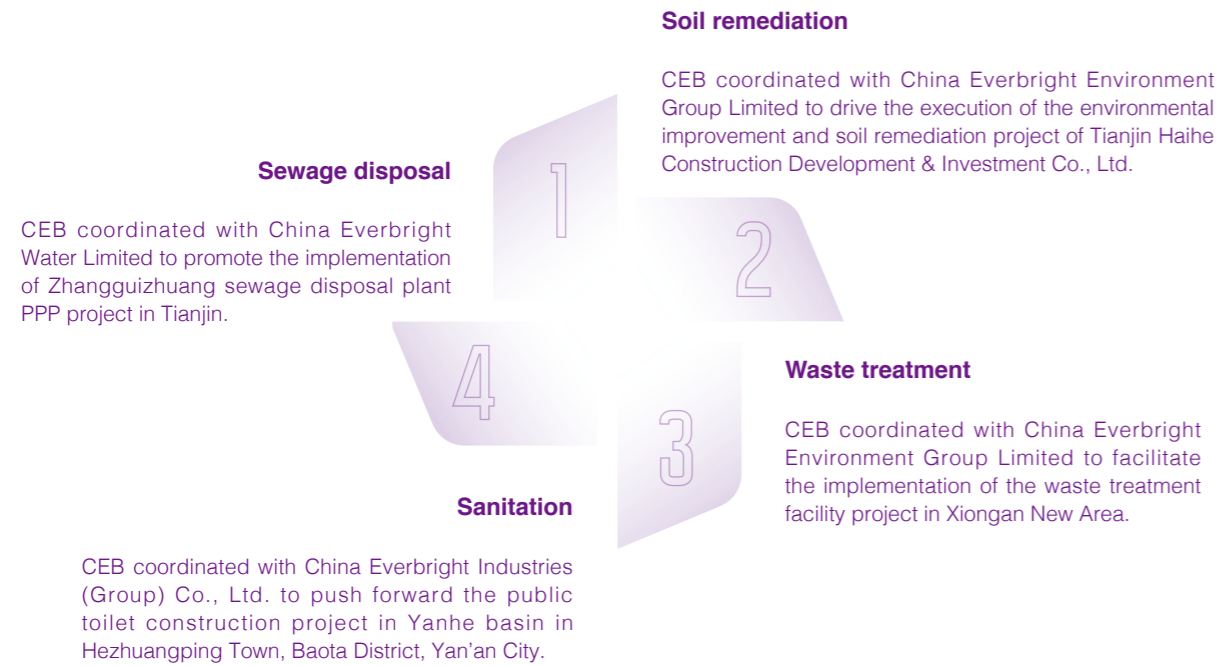 Sewage disposal
CEB coordinated with China Everbright
Water Limited to promote the implementation
of Zhangguizhuang sewage disposal plant
PPP project in Tianjin.
1
Soil remediation
CEB coordinated with China Everbright Environment
Group Limited to drive the execution of the environmental
improvement and soil remediation project of Tianjin Haihe
Construction Development & Investment Co., Ltd.
2
Waste treatment
CEB coordinated with China Everbright
Environment Group Limited to facilitate
the implementation of the waste treatment
facility project in Xiongan New Area.
3
Sanitation
CEB coordinated with China Everbright Industries
(Group) Co., Ltd. to push forward the public
toilet construction project in Yanhe basin in
Hezhuangping Town, Baota District, Yan’an City.
4